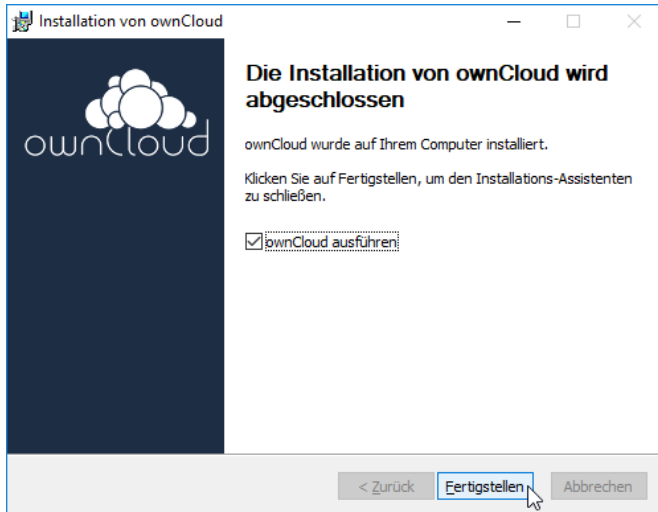 Installation von ownCloud
Die Installation von ownCloud wird
abgeschlossen
ownCloud
ownCloud wurde auf Ihrem Computer installiert.
Klicken Sie auf Fertigstellen, um den Installations-Assistenten
zu schließen.
ownCloud ausführen
< Zurück Fertigstellen Abbrechen